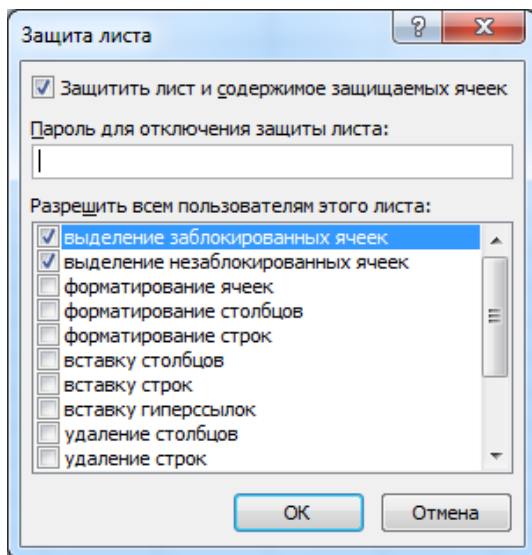 Защита листа
Защитить лист и содержимое защищаемых ячеек
Пароль для отключения защиты листа:
Разрешить всем пользователям этого листа:
выделение заблокированных ячеек
выделение незаблокированных ячеек
форматирование ячеек
форматирование столбцов
форматирование строк
вставку столбцов
вставку строк
вставку гиперссылок
удаление столбцов
удаление строк
ОК Отмена